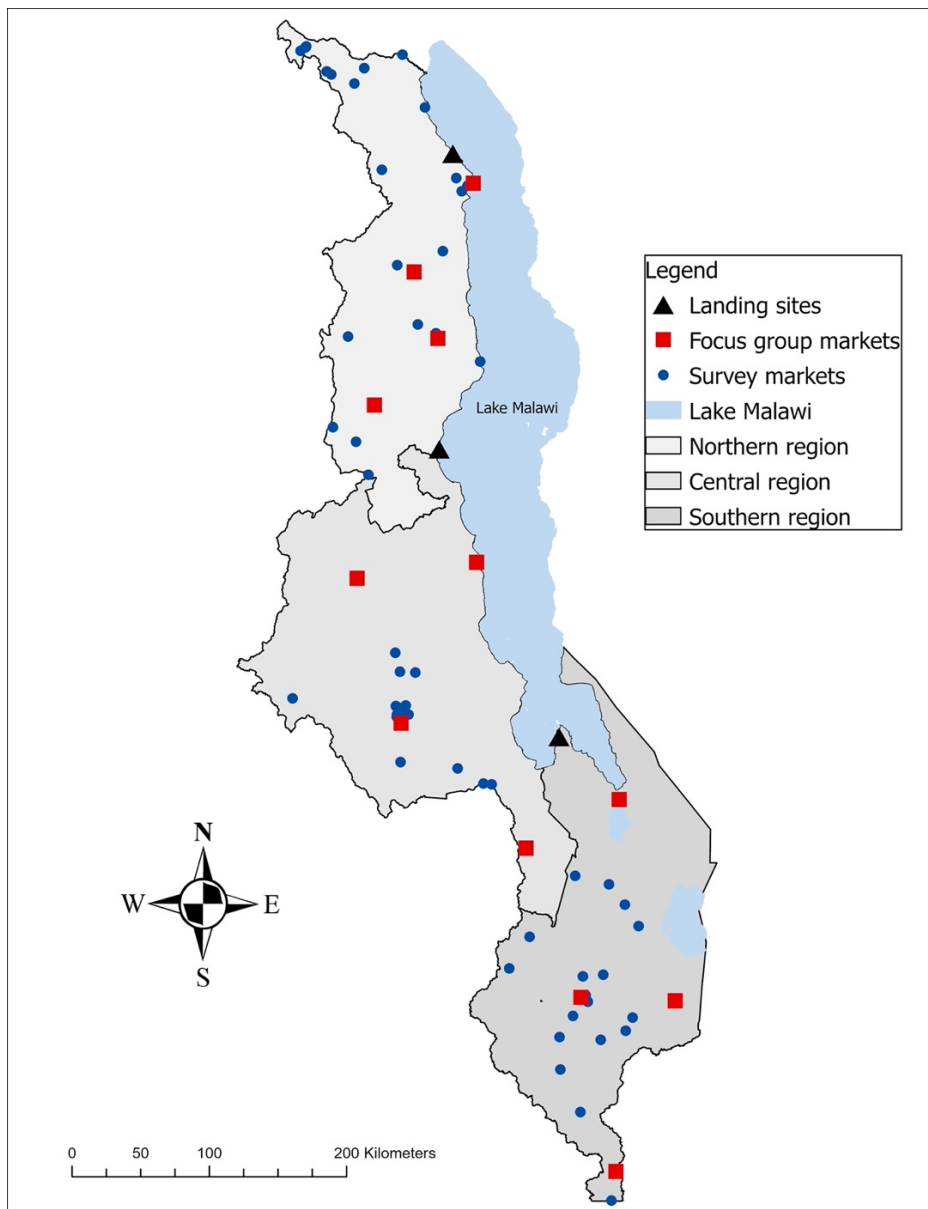 Legend
Landing sites
Focus group markets
Survey markets
Lake Malawi
Northern region
Central region
Southern region
Lake Malawi
N
W E
S
0 100 200 Kilometers